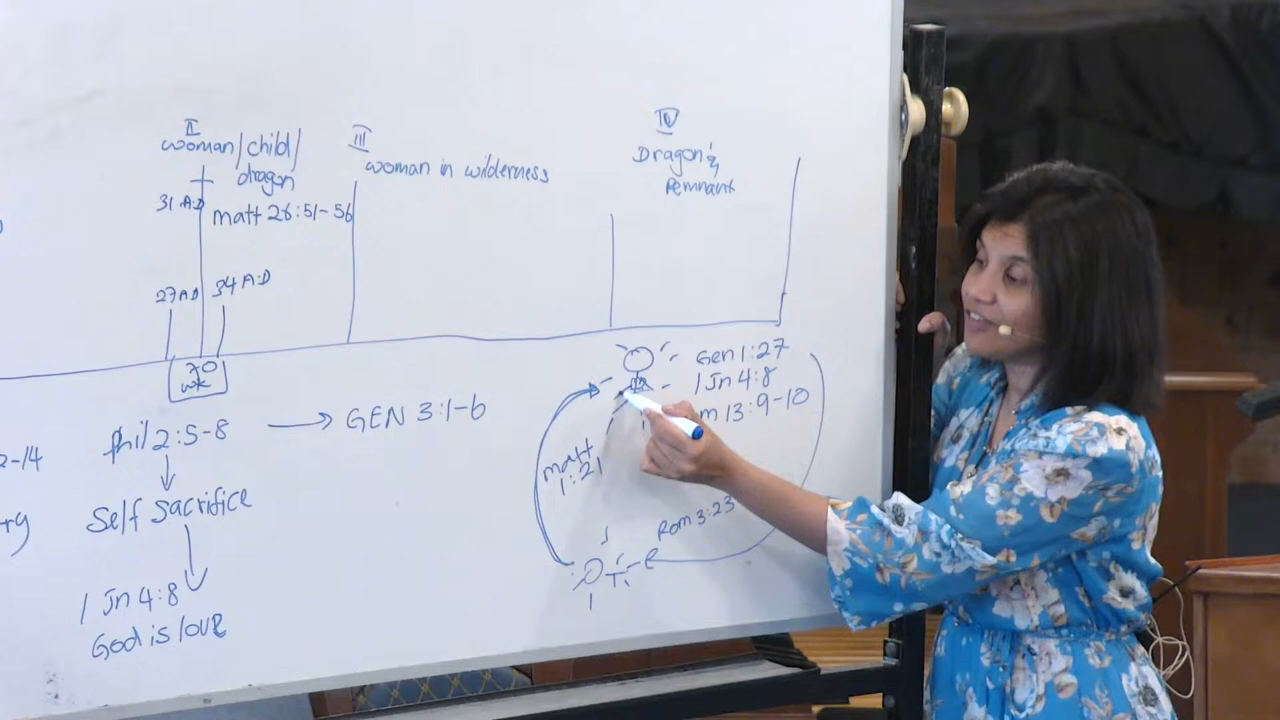 II
woman/child/
dragon
31 A.D
matt 26:51-56
27 AD
34 A.D
70
wk
III
woman in wilderness
IV
Dragon &
Remnant
Phil 2:5-8 → GEN 3:1-6
Self Sacrifice
1 Jn 4:8
God is love
2-14
ry
Gen 1:27
1 Jn 4:8
m 13:9-10
matt
1:21
Rom 3:23